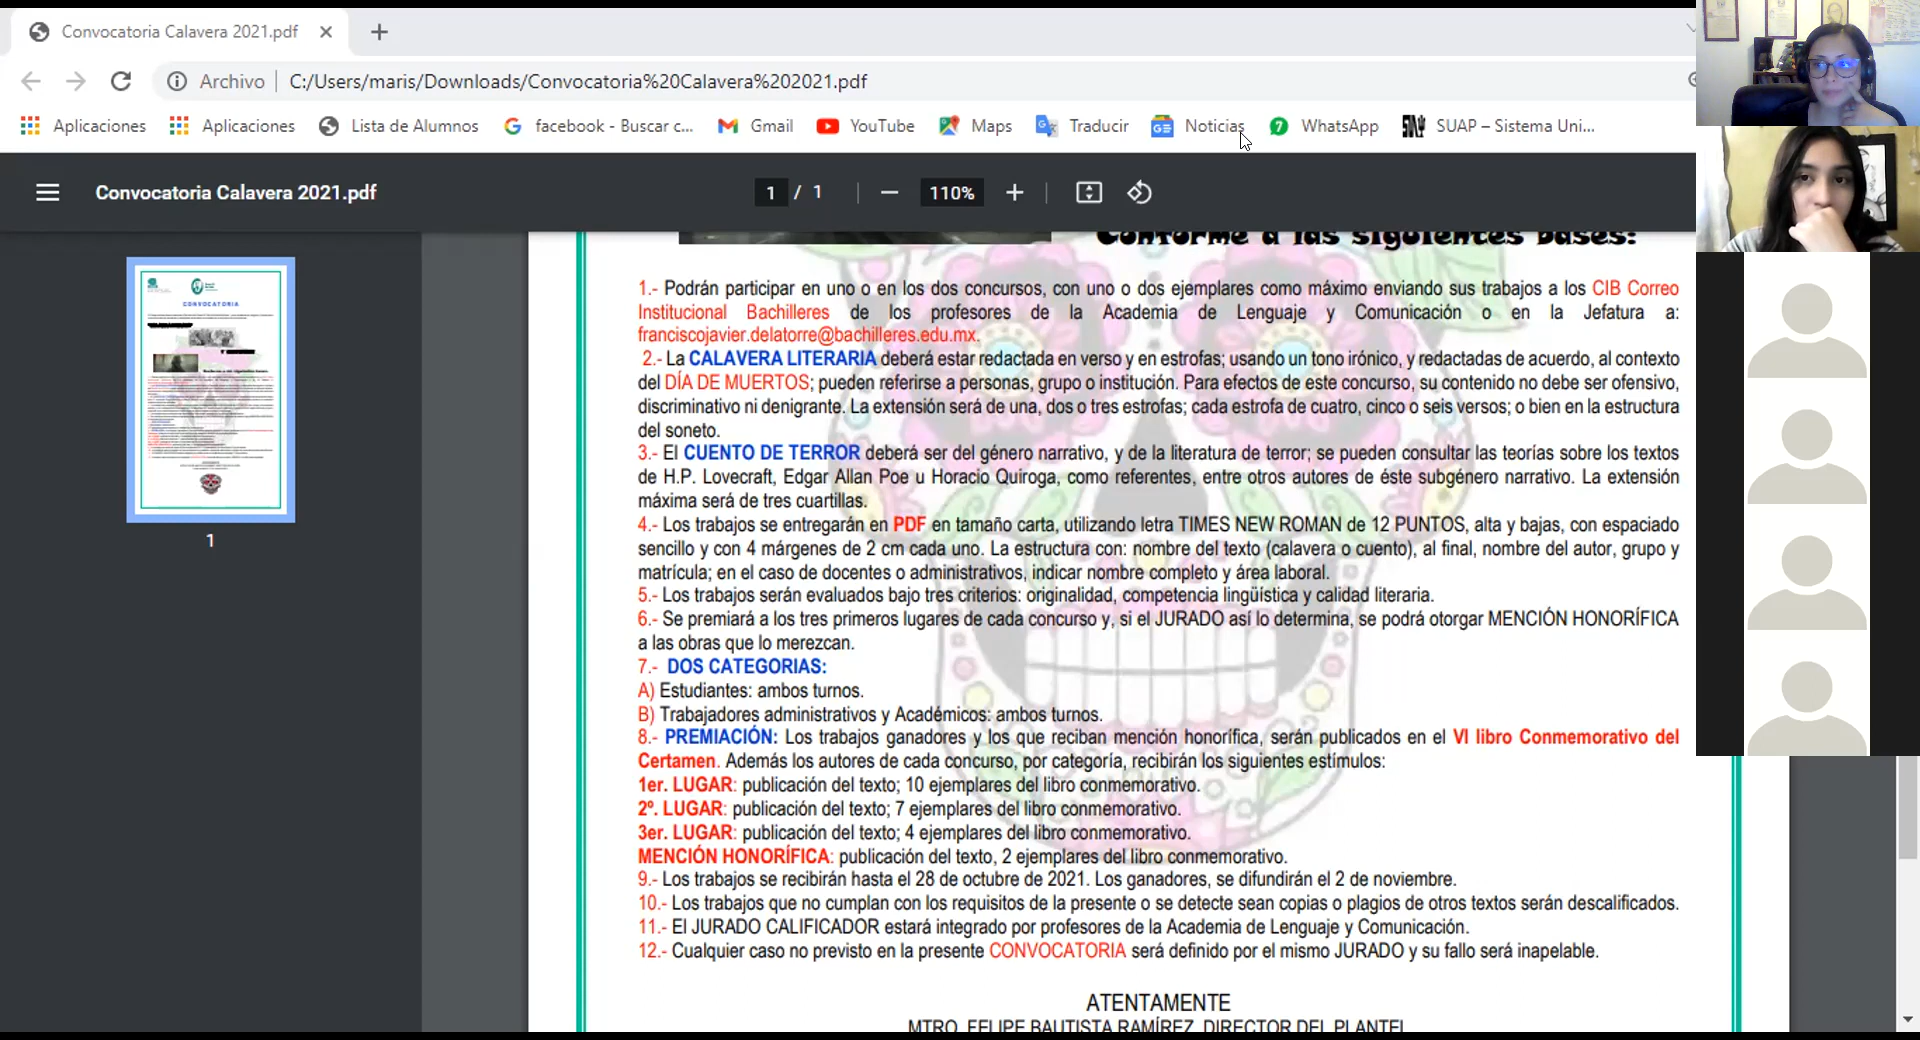 Convocatoria Calavera 2021.pdf
Archivo C:/Users/maris/Downloads/Convocatoria%20Calavera%202021.pdf
Aplicaciones Aplicaciones Lista de Alumnos facebook - Buscar c... Gmail YouTube Maps Traducir Noticias 7 WhatsApp SUAP – Sistema Uni...
Convocatoria Calavera 2021.pdf 1 / 1 110%
CONVOCATORIA
1
Conforme a las siguientes bases:
1.- Podrán participar en uno o en los dos concursos, con uno o dos ejemplares como máximo enviando sus trabajos a los CIB Correo
Institucional Bachilleres de los profesores de la Academia de Lenguaje y Comunicación o en la Jefatura a:
franciscojavier.delatorre@bachilleres.edu.mx.
2.- La CALAVERA LITERARIA deberá estar redactada en verso y en estrofas; usando un tono irónico, y redactadas de acuerdo, al contexto
del DÍA DE MUERTOS; pueden referirse a personas, grupo o institución. Para efectos de este concurso, su contenido no debe ser ofensivo,
discriminativo ni denigrante. La extensión será de una, dos o tres estrofas; cada estrofa de cuatro, cinco o seis versos; o bien en la estructura
del soneto.
3.- El CUENTO DE TERROR deberá ser del género narrativo, y de la literatura de terror; se pueden consultar las teorías sobre los textos
de H.P. Lovecraft, Edgar Allan Poe u Horacio Quiroga, como referentes, entre otros autores de éste subgénero narrativo. La extensión
máxima será de tres cuartillas.
4.- Los trabajos se entregarán en PDF en tamaño carta, utilizando letra TIMES NEW ROMAN de 12 PUNTOS, alta y bajas, con espaciado
sencillo y con 4 márgenes de 2 cm cada uno. La estructura con: nombre del texto (calavera o cuento), al final, nombre del autor, grupo y
matrícula; en el caso de docentes o administrativos, indicar nombre completo y área laboral.
5.- Los trabajos serán evaluados bajo tres criterios: originalidad, competencia lingüística y calidad literaria.
6.- Se premiará a los tres primeros lugares de cada concurso y, si el JURADO así lo determina, se podrá otorgar MENCIÓN HONORÍFICA
a las obras que lo merezcan.
7.- DOS CATEGORIAS:
A) Estudiantes: ambos turnos.
B) Trabajadores administrativos y Académicos: ambos turnos.
8.- PREMIACIÓN: Los trabajos ganadores y los que reciban mención honorífica, serán publicados en el VI libro Conmemorativo del
Certamen. Además los autores de cada concurso, por categoría, recibirán los siguientes estímulos:
1er. LUGAR: publicación del texto; 10 ejemplares del libro conmemorativo.
2º. LUGAR: publicación del texto; 7 ejemplares del libro conmemorativo.
3er. LUGAR: publicación del texto; 4 ejemplares del libro conmemorativo.
MENCIÓN HONORÍFICA: publicación del texto, 2 ejemplares del libro conmemorativo.
9.- Los trabajos se recibirán hasta el 28 de octubre de 2021. Los ganadores, se difundirán el 2 de noviembre.
10.- Los trabajos que no cumplan con los requisitos de la presente o se detecte sean copias o plagios de otros textos serán descalificados.
11.- El JURADO CALIFICADOR estará integrado por profesores de la Academia de Lenguaje y Comunicación.
12.- Cualquier caso no previsto en la presente CONVOCATORIA será definido por el mismo JURADO y su fallo será inapelable.
ATENTAMENTE
MTRO. FELIPE BAUTISTA RAMÍREZ, DIRECTOR DEL PLANTEL